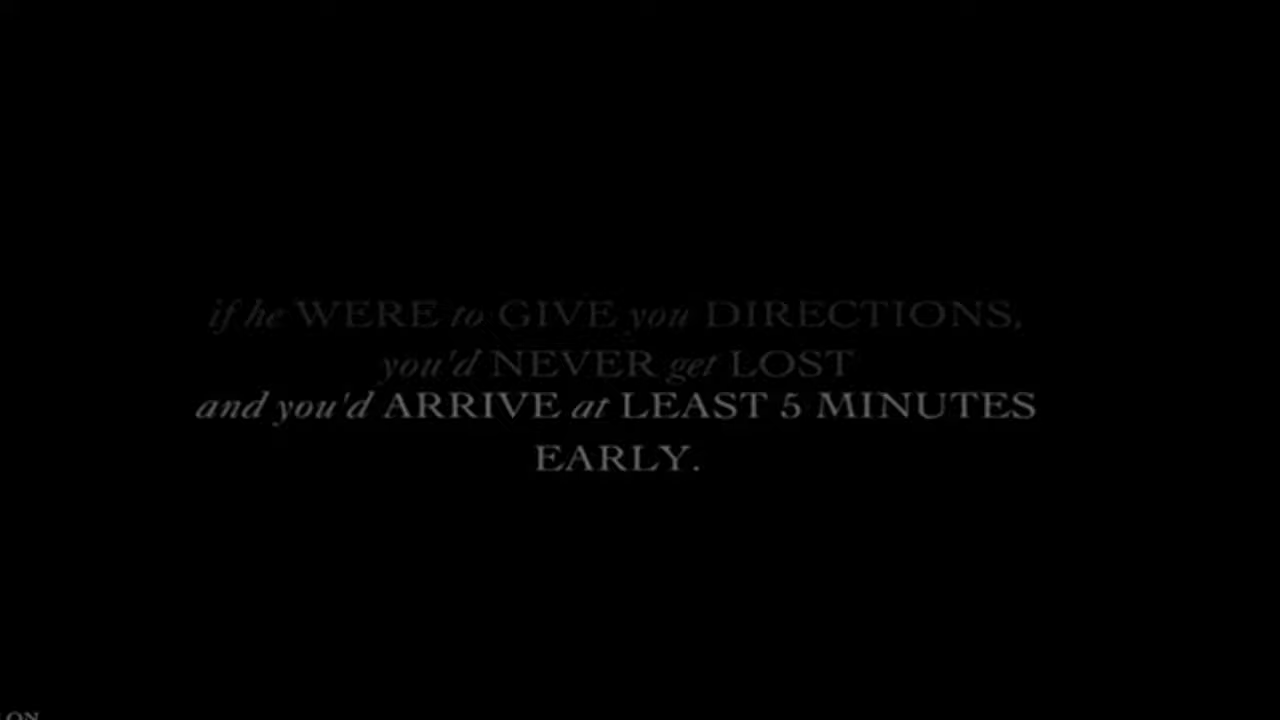 if he WERE to GIVE you DIRECTIONS,
you'd NEVER get LOST
and you'd ARRIVE at LEAST 5 MINUTES
EARLY.